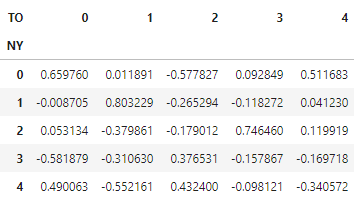 TO 0 1 2 3 4
NY
0 0.659760 0.011891 -0.577827 0.092849 0.511683
1 -0.008705 0.803229 -0.265294 -0.118272 0.041230
2 0.053134 -0.379861 -0.179012 0.746460 0.119919
3 -0.581879 -0.310630 0.376531 -0.157867 -0.169718
4 0.490063 -0.552161 0.432400 -0.098121 -0.340572